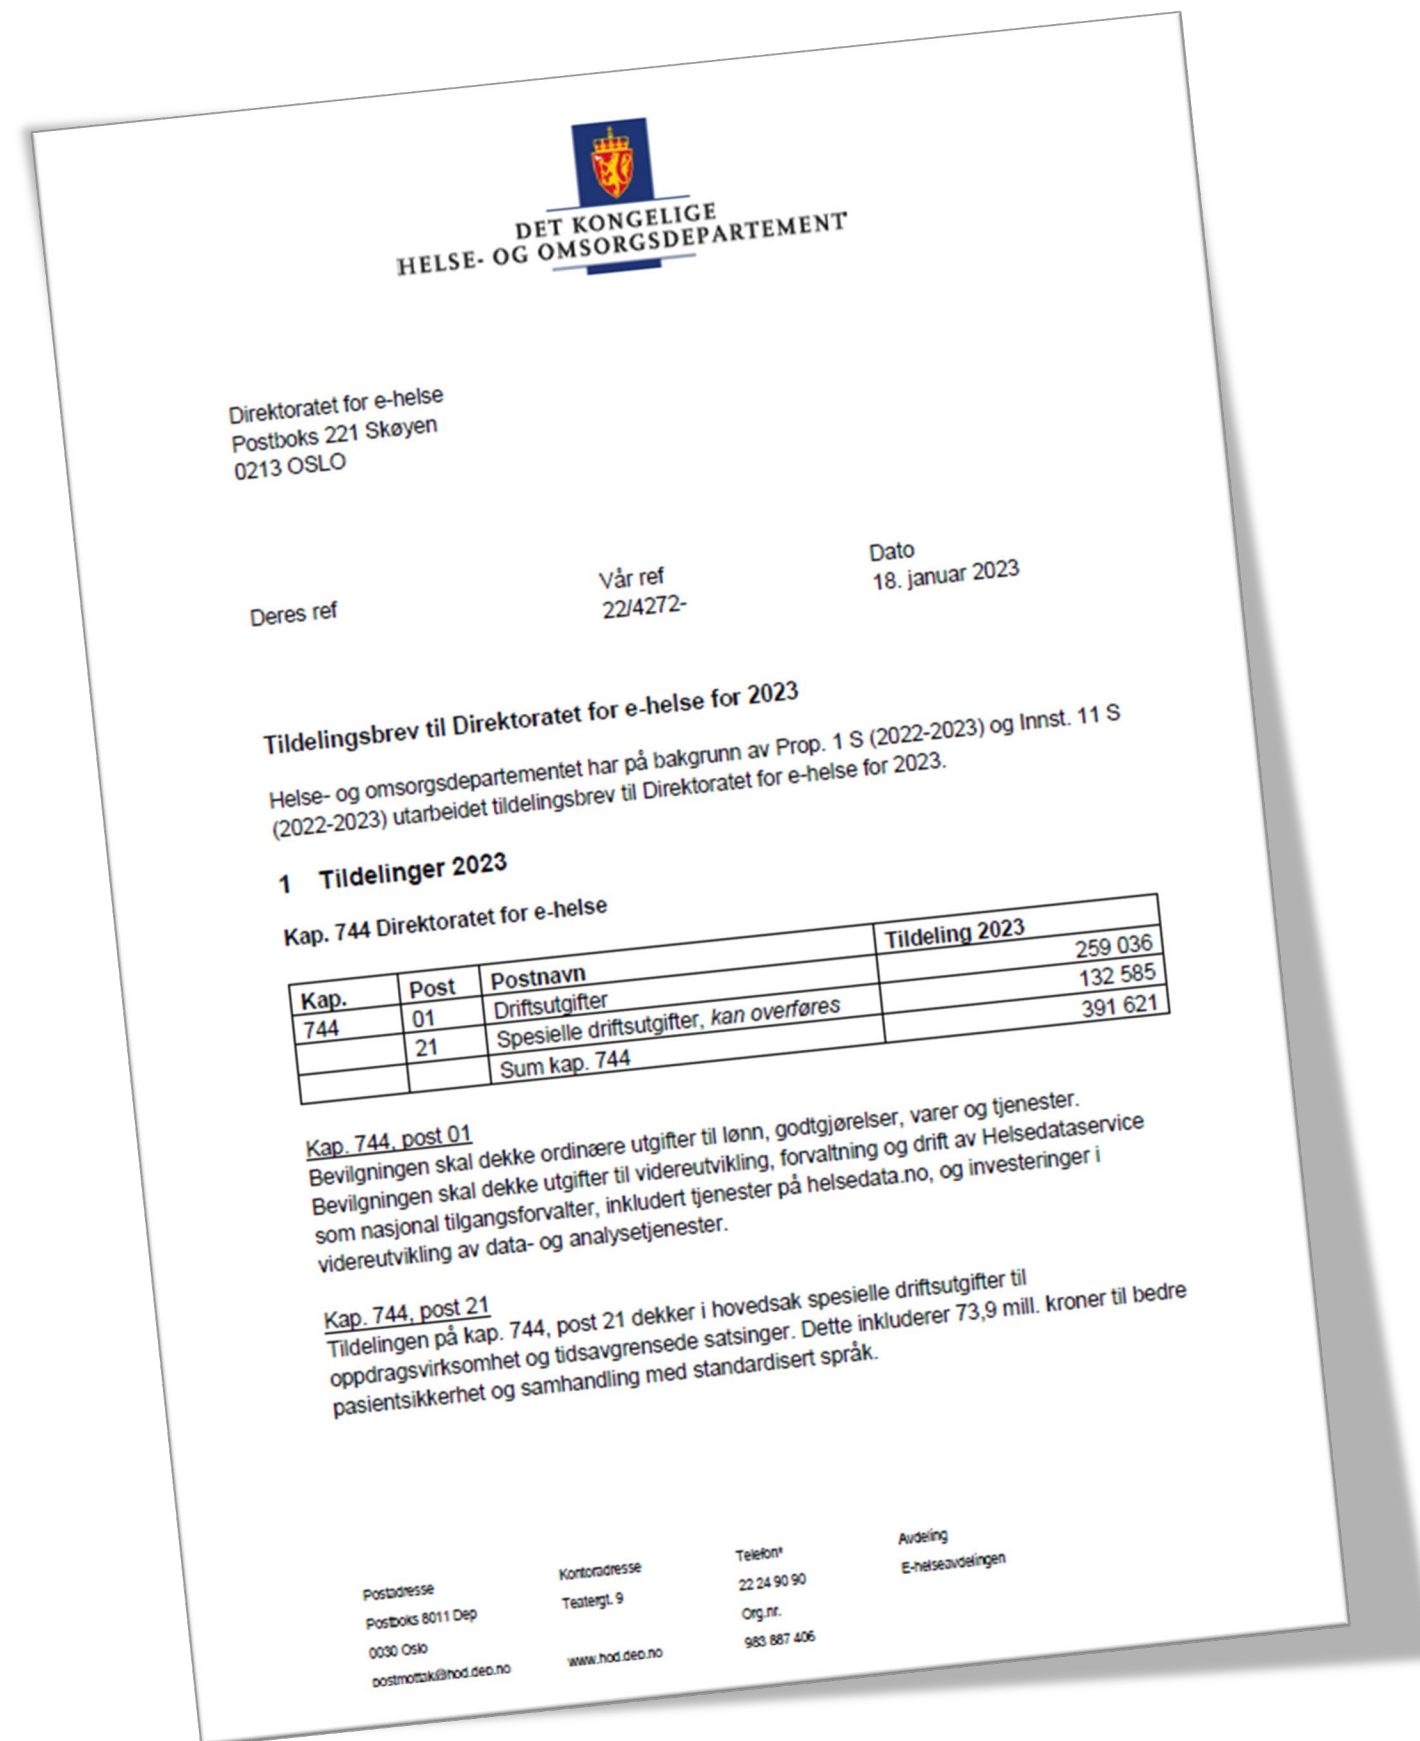 DET KONGELIGE
HELSE- OG OMSORGSDEPARTEMENT
Direktoratet for e-helse
Postboks 221 Skøyen
0213 OSLO
Deres ref
Vår ref
22/4272-
Dato
18. januar 2023
Tildelingsbrev til Direktoratet for e-helse for 2023
Helse- og omsorgsdepartementet har på bakgrunn av Prop. 1 S (2022-2023) og Innst. 11 S
(2022-2023) utarbeidet tildelingsbrev til Direktoratet for e-helse for 2023.
1 Tildelinger 2023
Kap. 744 Direktoratet for e-helse
Kap. Post Postnavn Tildeling 2023
744 01 Driftsutgifter 259 036
21 Spesielle driftsutgifter, kan overføres 132 585
Sum kap. 744 391 621
Kap. 744, post 01
Bevilgningen skal dekke ordinære utgifter til lønn, godtgjørelser, varer og tjenester.
Bevilgningen skal dekke utgifter til videreutvikling, forvaltning og drift av Helsedataservice
som nasjonal tilgangsforvalter, inkludert tjenester på helsedata.no, og investeringer i
videreutvikling av data- og analysetjenester.
Kap. 744, post 21
Tildelingen på kap. 744, post 21 dekker i hovedsak spesielle driftsutgifter til
oppdragsvirksomhet og tidsavgrensede satsinger. Dette inkluderer 73,9 mill. kroner til bedre
pasientsikkerhet og samhandling med standardisert språk.
Postadresse
Postboks 8011 Dep
0030 Oslo
postmottak@hod.dep.no
Kontoradresse
Teatergt. 9
www.hod.dep.no
Telefon*
22 24 90 90
Org.nr.
983 887 406
Avdeling
E-helseavdelingen